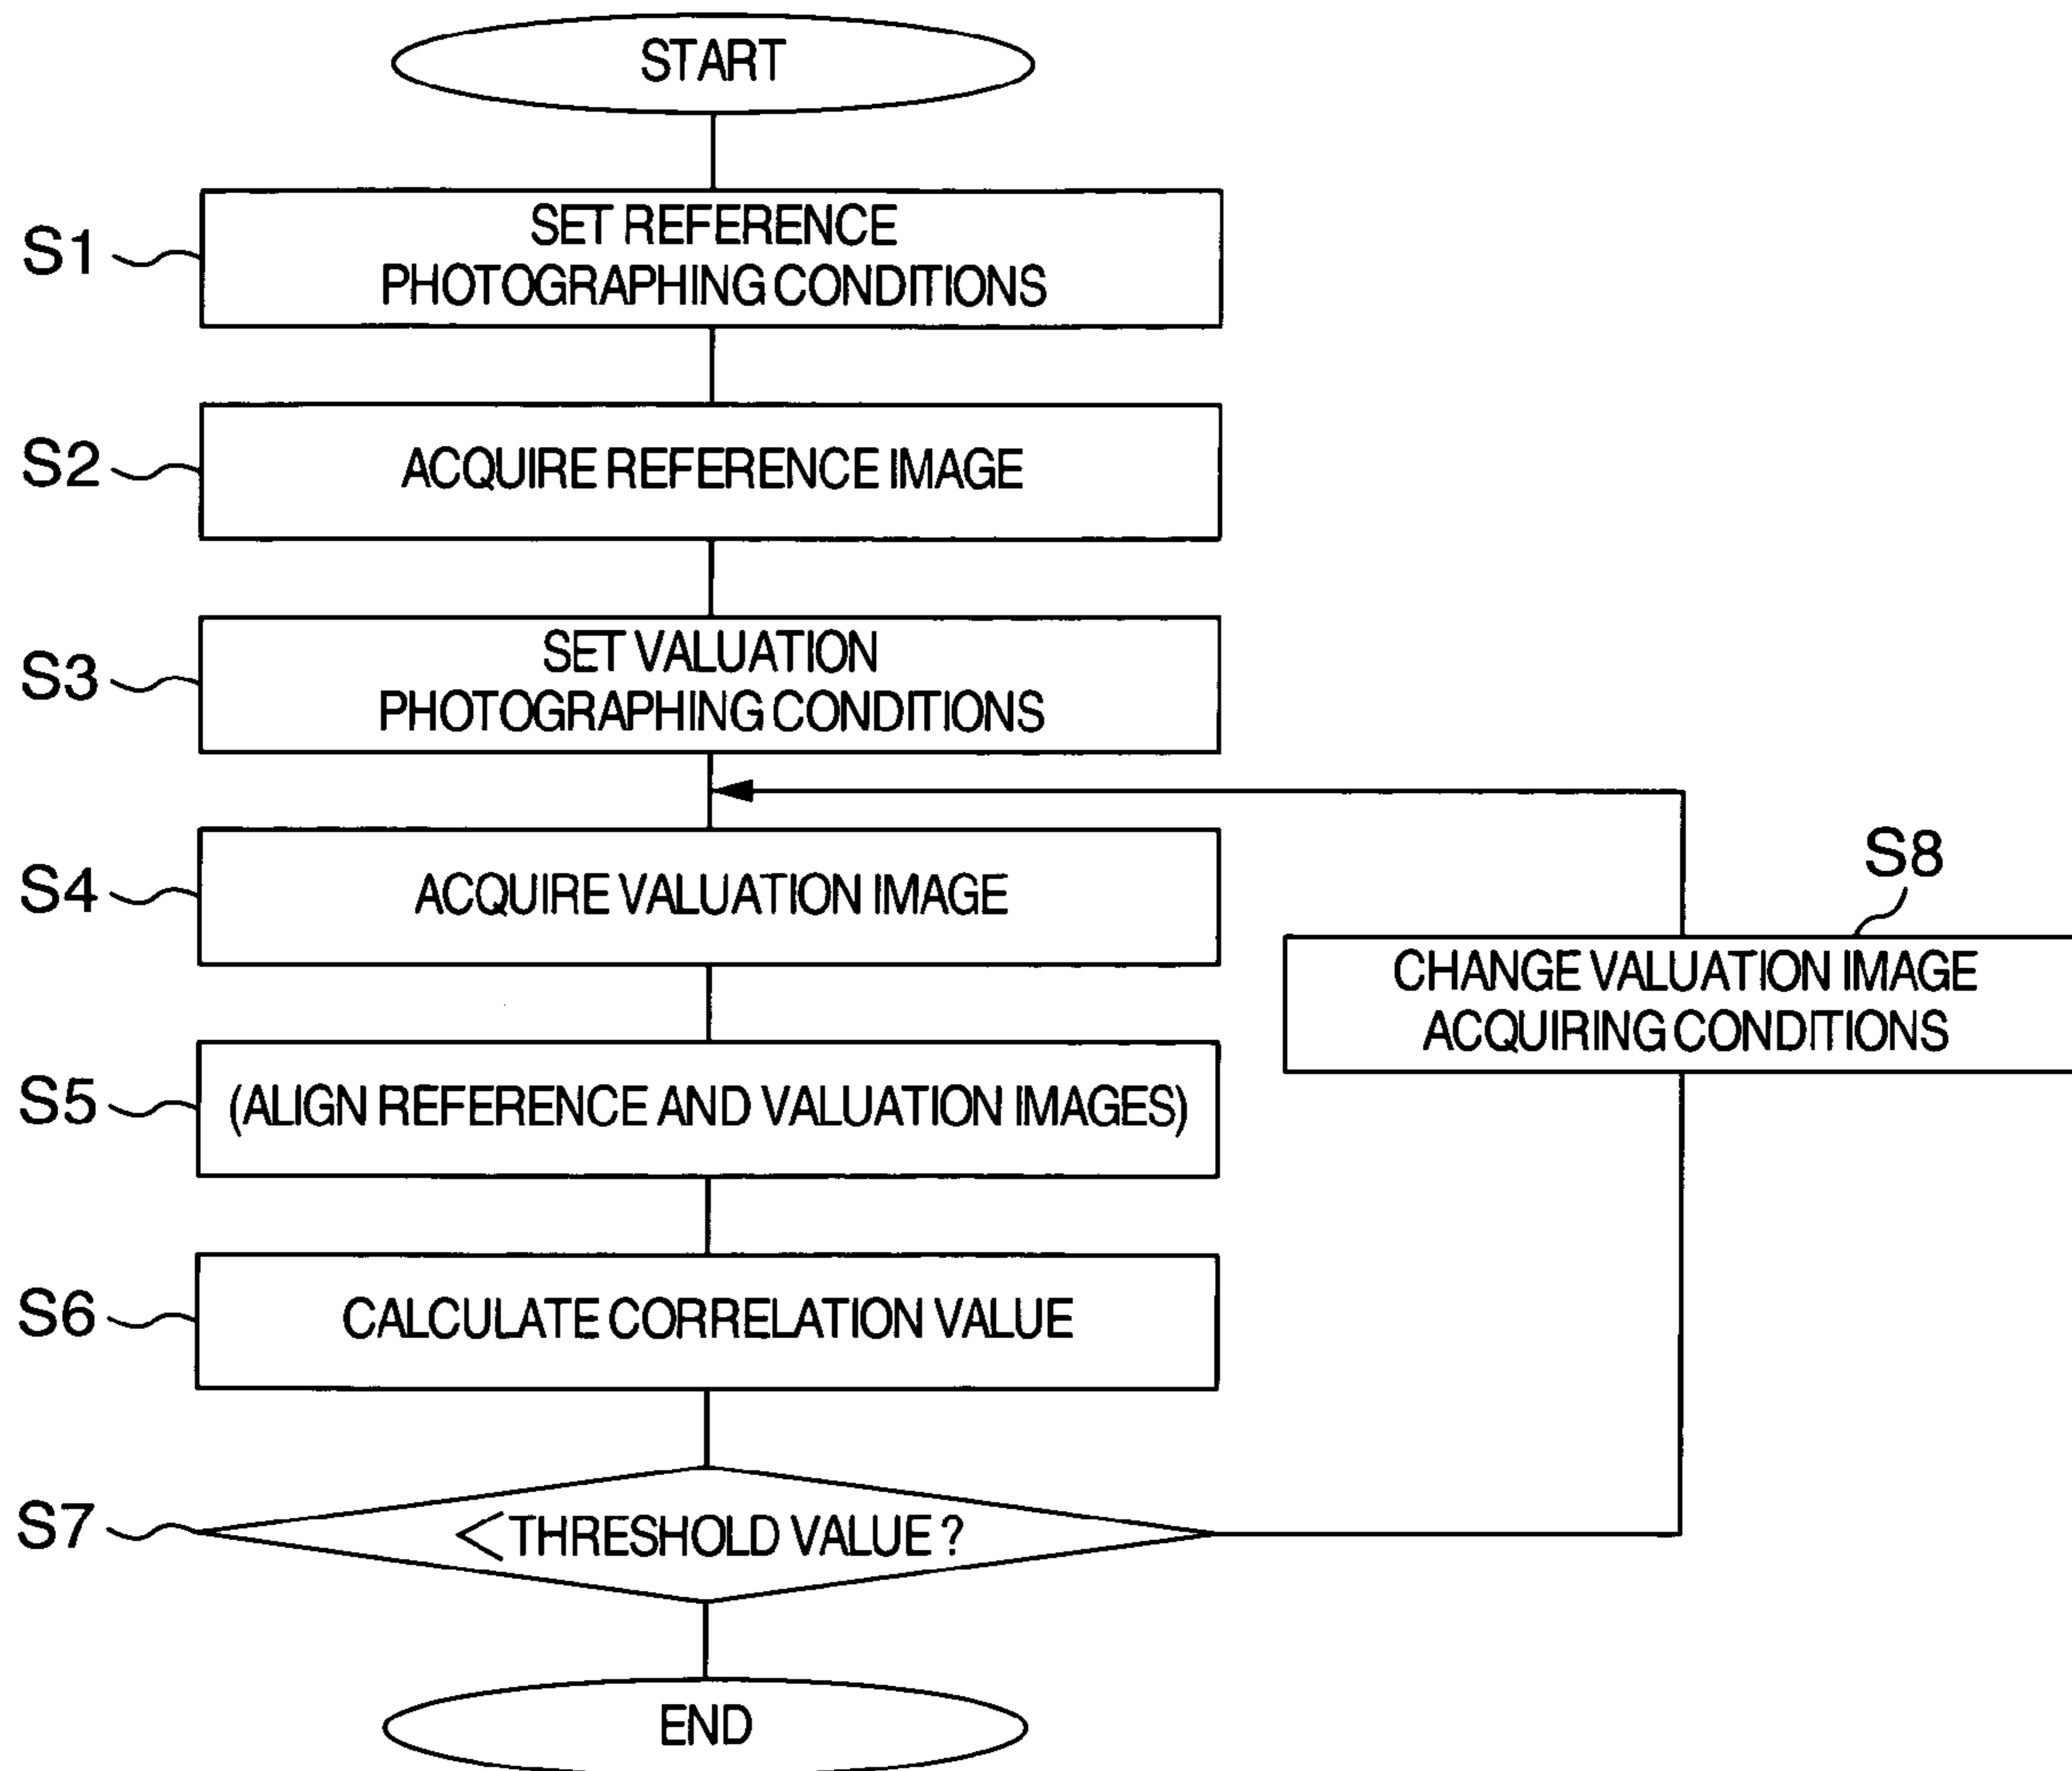 START
S1
SET REFERENCE
PHOTOGRAPHING CONDITIONS
S2
ACQUIRE REFERENCE IMAGE
S3
SET VALUATION
PHOTOGRAPHING CONDITIONS
S4
ACQUIRE VALUATION IMAGE
S8
CHANGE VALUATION IMAGE
ACQUIRING CONDITIONS
S5
(ALIGN REFERENCE AND VALUATION IMAGES)
S6
CALCULATE CORRELATION VALUE
S7
<THRESHOLD VALUE ?
END